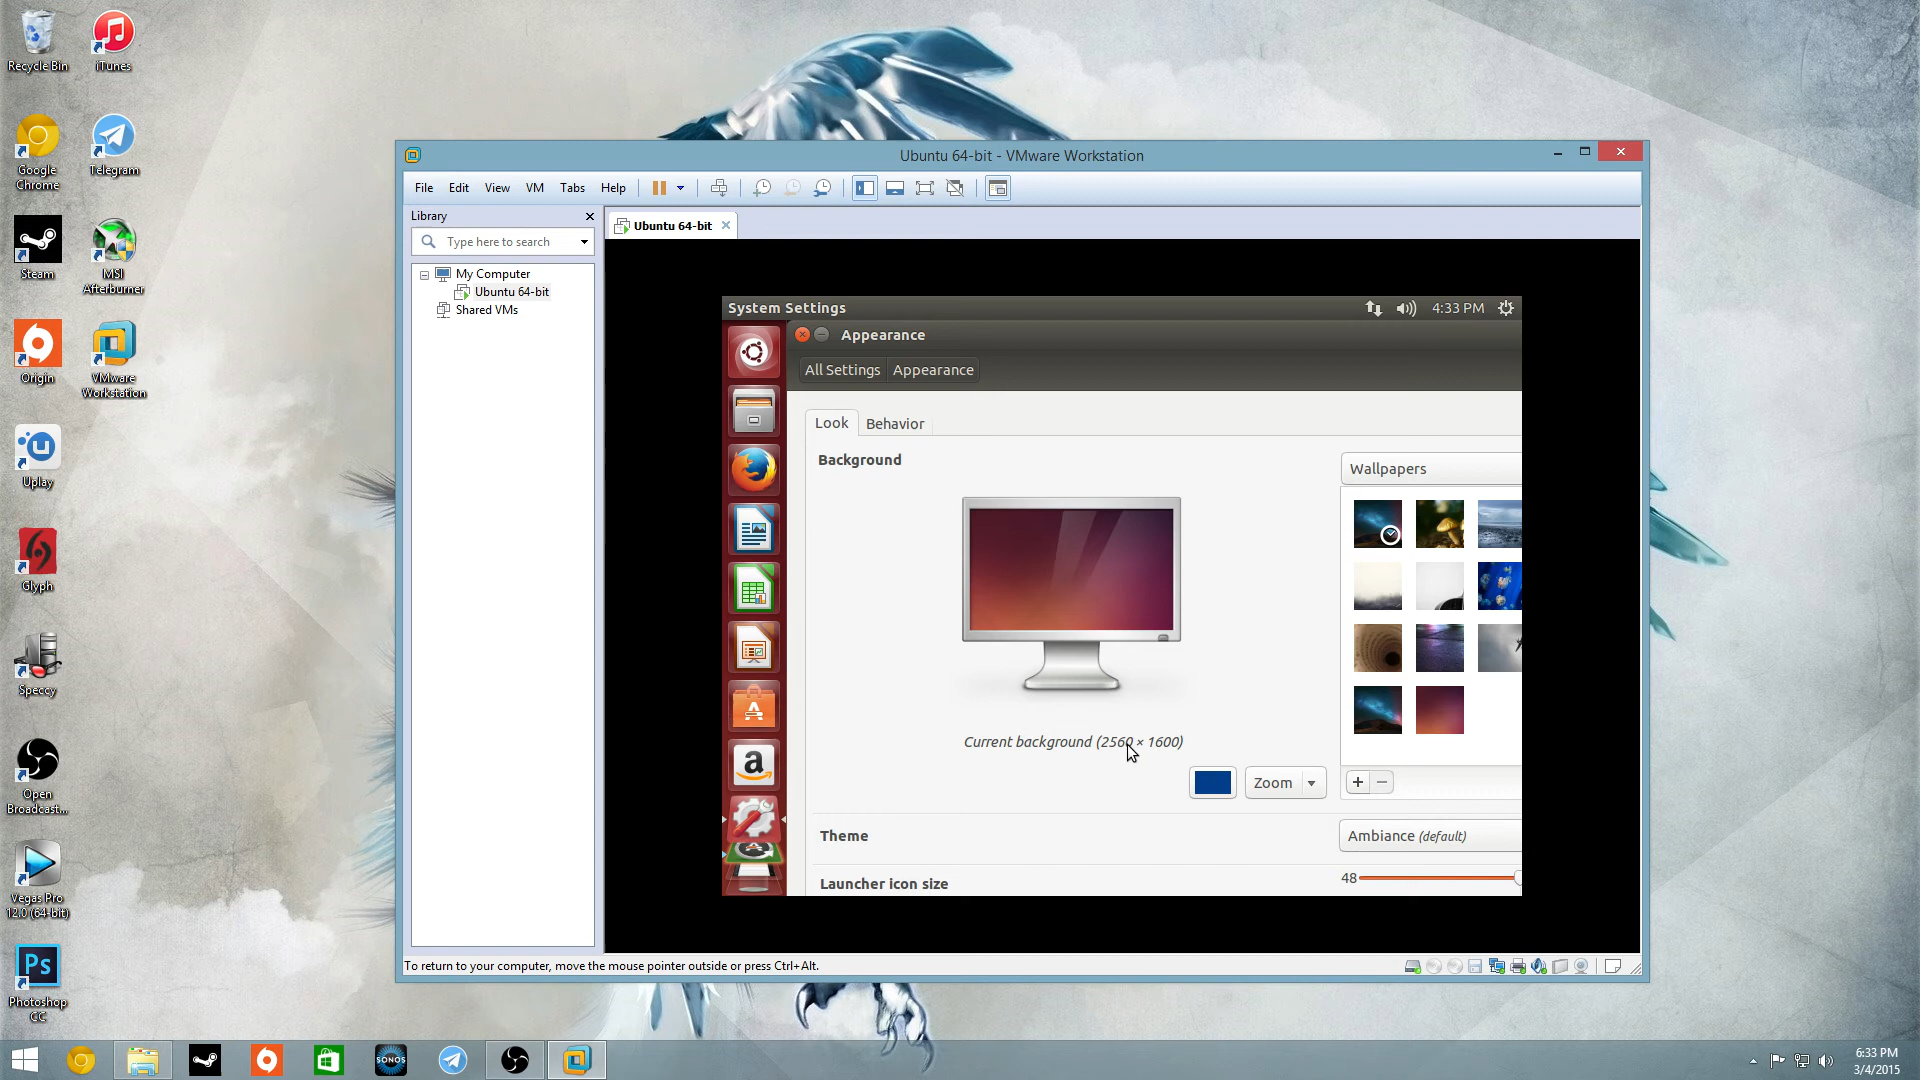 Recycle Bin
iTunes
Google
Chrome
Telegram
Steam
MSI
Afterburner
Origin
VMware
Workstation
Uplay
Glyph
Speccy
Open
Broadcast...
Vegas Pro
12.0 (64-bit)
Ps
Photoshop
CC
Ubuntu 64-bit - VMware Workstation
File Edit View VM Tabs Help
Library
Type here to search
My Computer
Ubuntu 64-bit
Shared VMs
Ubuntu 64-bit
System Settings
4:33 PM
Appearance
All Settings Appearance
Look Behavior
Background
Wallpapers
Current background (2560 × 1600)
Zoom
Theme
Ambiance (default)
Launcher icon size
48
To return to your computer, move the mouse pointer outside or press Ctrl+Alt.
SONOS
6:33 PM
3/4/2015